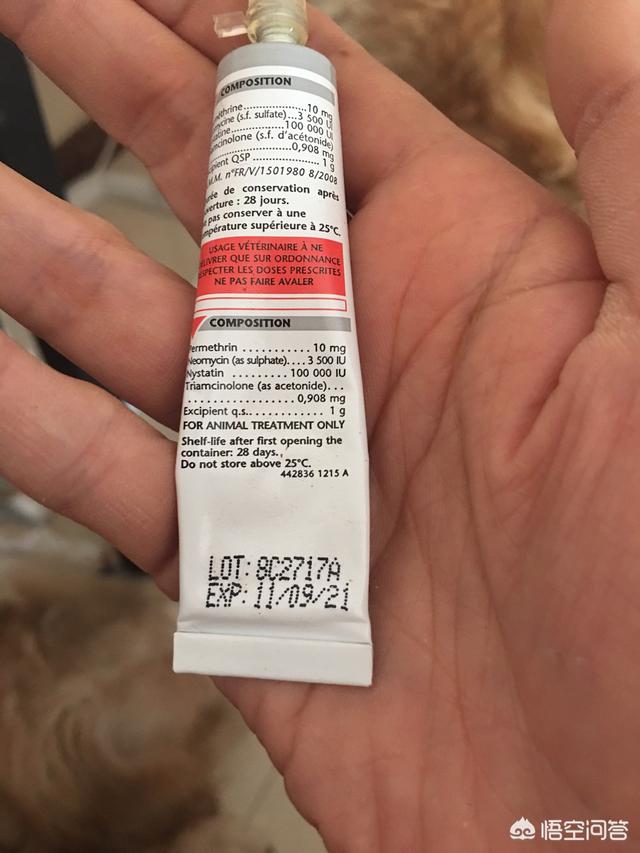 COMPOSITION
10 mg
(s.f. sulfate)...3 500 UI
100 000 UI
(s.f. d'acétonide)
0,908 mg
QSP 1 g
n°FR/V/1501980 8/2008
de conservation après
: 28 jours.
pas conserver à une
supérieure à 25°C.
USAGE VÉTÉRINAIRE À NE
QUE SUR ORDONNANCE
LES DOSES PRESCRITES
NE PAS FAIRE AVALER
COMPOSITION
Permethrin ........... 10 mg
Neomycin (as sulphate).... 3 500 IU
Nystatin ......... 100 000 IU
Triamcinolone (as acetonide)...
........................ 0,908 mg
Excipient q.s............. 1 g
FOR ANIMAL TREATMENT ONLY
Shelf-life after first opening the
container: 28 days.
Do not store above 25°C.
442836 1215 A
LOT: 8C2717A
EXP: 11/09/21
悟空问答